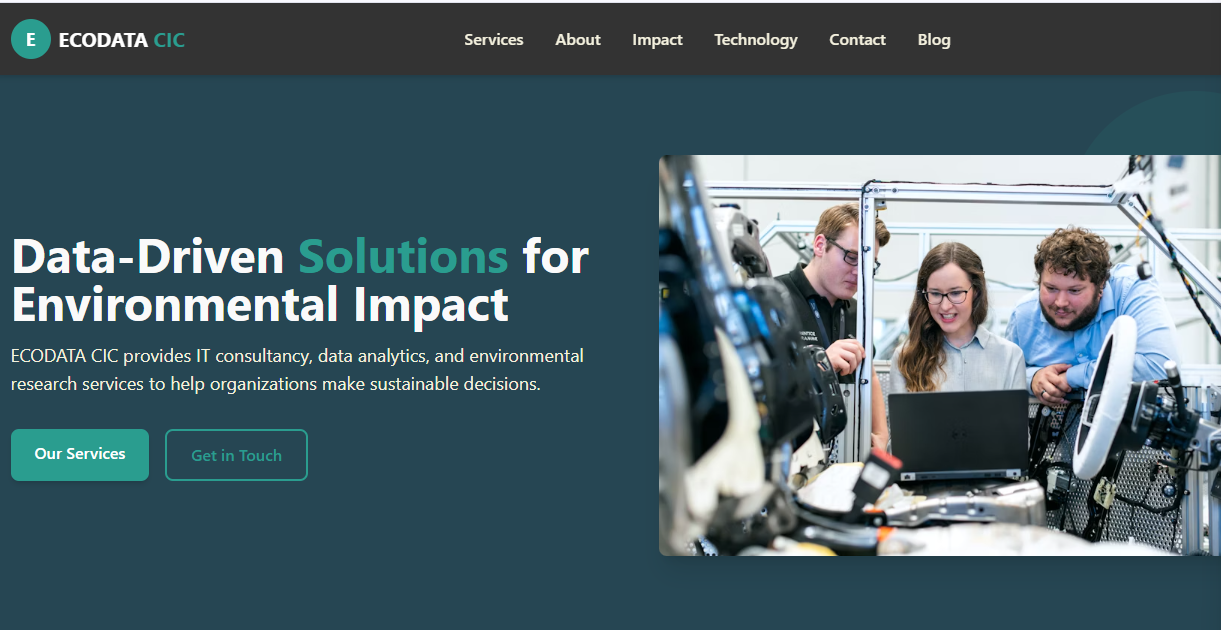 E ECODATA CIC
Services About Impact Technology Contact Blog
Data-Driven Solutions for
Environmental Impact
ECODATA CIC provides IT consultancy, data analytics, and environmental
research services to help organizations make sustainable decisions.
Our Services Get in Touch